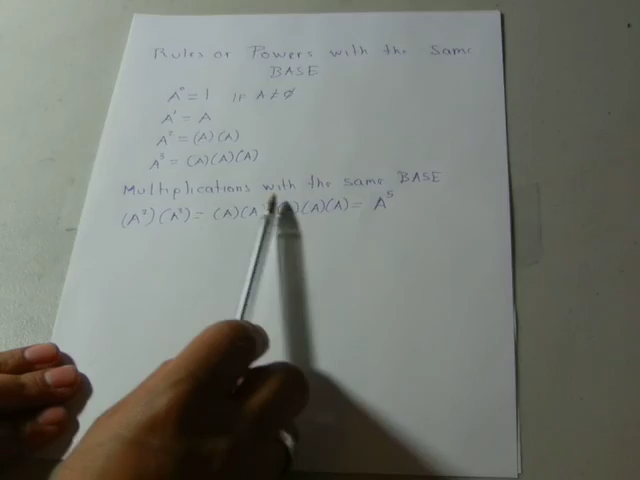 Rules of Powers with the same
BASE
A⁰ = 1 IF A ≠ 0
A¹ = A
A² = (A)(A)
A³ = (A)(A)(A)
Multiplications with the same BASE
(A²)(A³) = (A)(A)(A)(A)(A) = A⁵